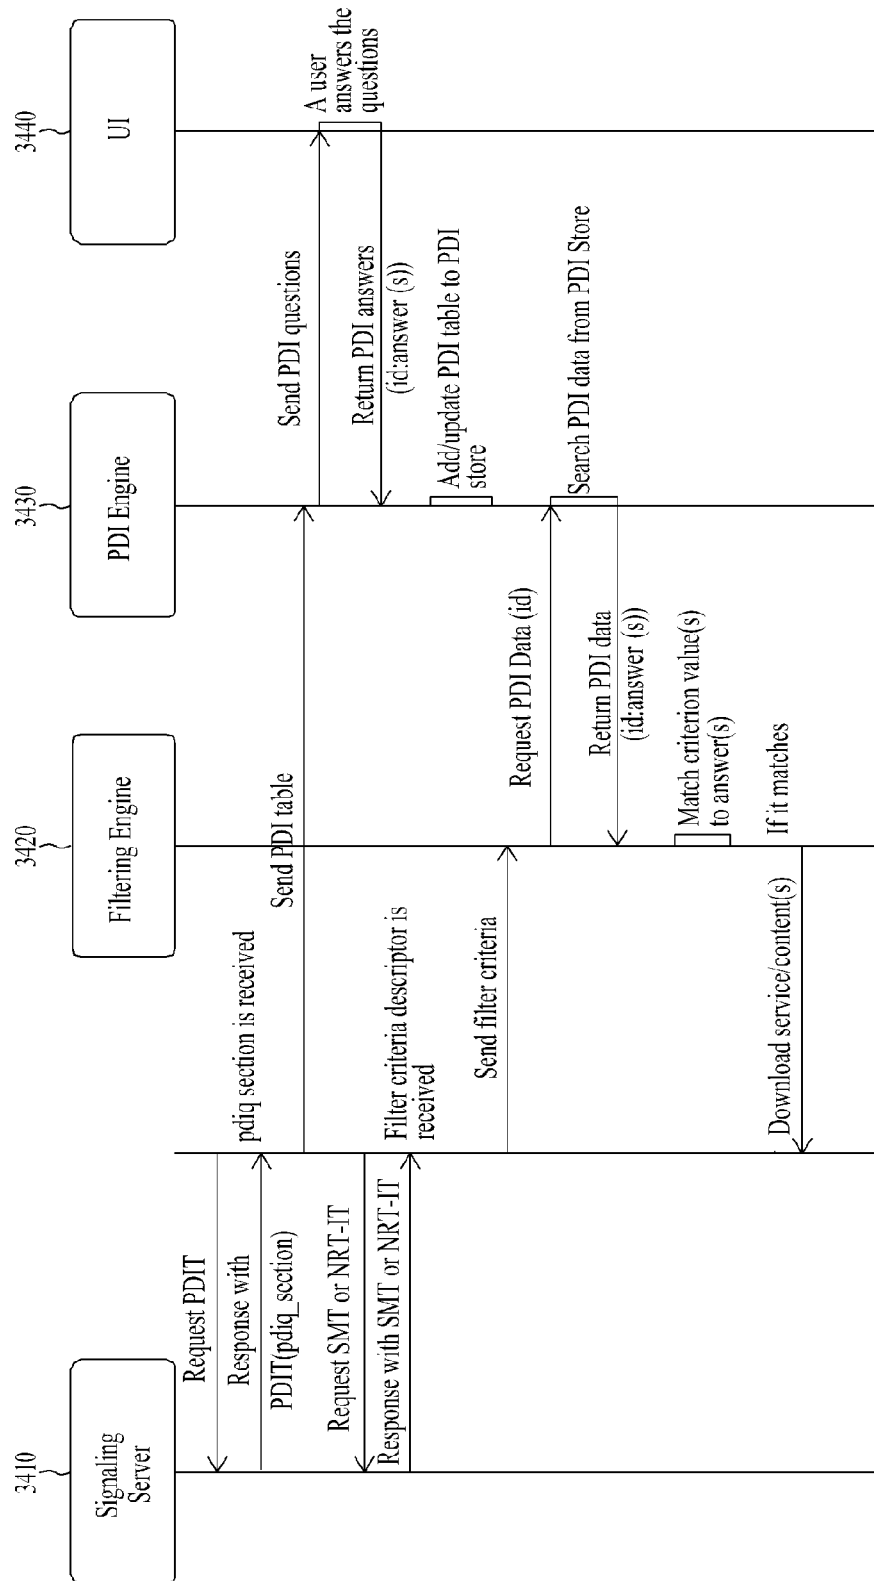 3410
Signaling
Server
3420
Filtering Engine
3430
PDI Engine
3440
UI
Request PDIT
Response with
PDIT(pdiq_section)
pdiq section is received
Send PDI table
Send PDI questions
A user
answers the
questions
Return PDI answers
(id:answer (s))
Request SMT or NRT-IT
Response with SMT or NRT-IT
Filter criteria descriptor is
received
Add/update PDI table to PDI
store
Send filter criteria
Request PDI Data (id)
Search PDI data from PDI Store
Return PDI data
(id:answer (s))
Match criterion value(s)
to answer(s)
If it matches
Download service/content(s)